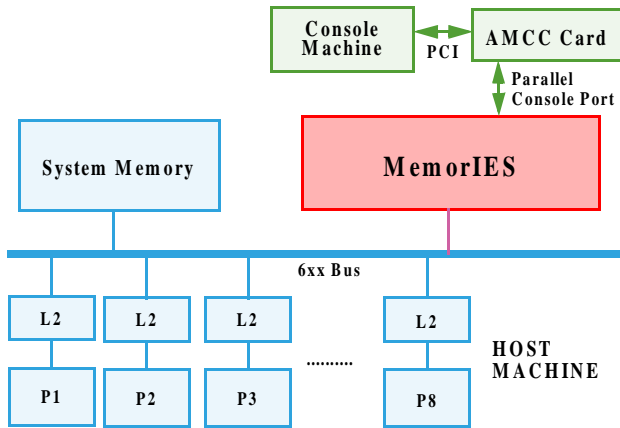 Console
Machine
PCI
AMCC Card
Parallel
Console Port
System Memory
MemorIES
6xx Bus
L2
L2
L2
L2
..........
HOST
MACHINE
P1
P2
P3
P8